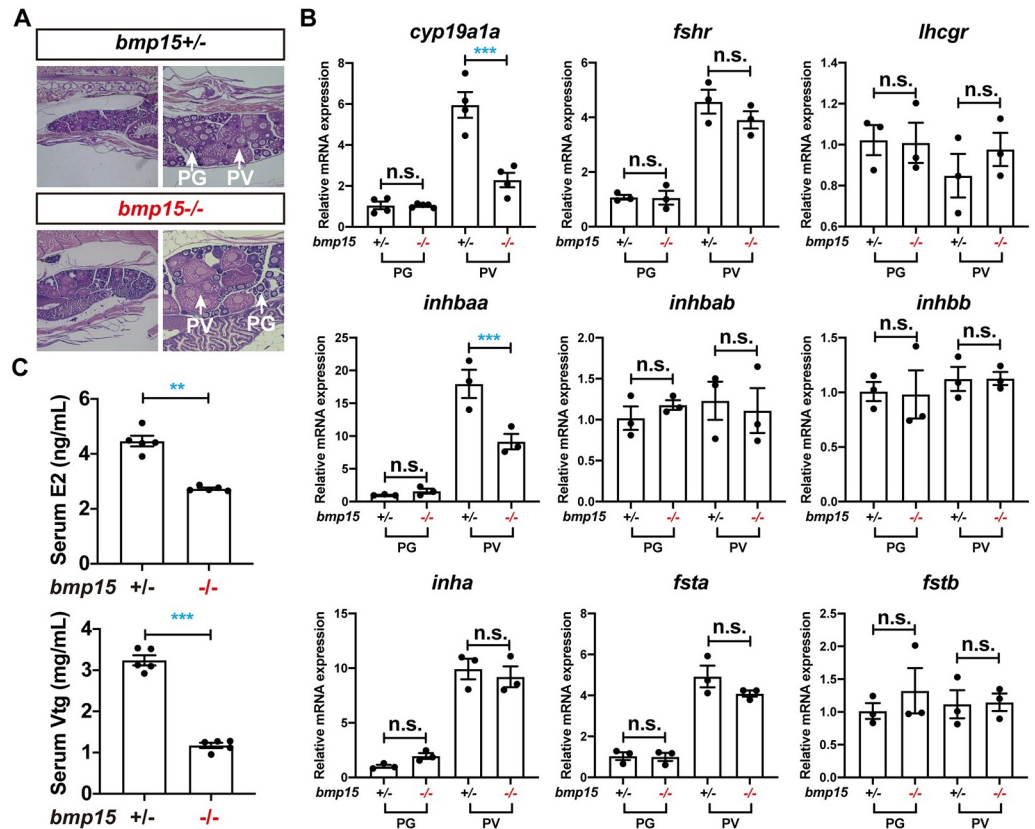 A
bmp15+/-
PG PV
bmp15-/-
PV PG
B
cyp19a1a
Relative mRNA expression
8
6
4
2
0
n.s.
***
bmp15 +/- -/- +/- -/-
PG PV
fshr
Relative mRNA expression
8
6
4
2
0
n.s.
n.s.
bmp15 +/- -/- +/- -/-
PG PV
lhcgr
Relative mRNA expression
1.4
1.2
1.0
0.8
0.6
n.s.
n.s.
bmp15 +/- -/- +/- -/-
PG PV
inhbaa
Relative mRNA expression
25
20
15
10
5
0
n.s.
***
bmp15 +/- -/- +/- -/-
PG PV
inhbab
Relative mRNA expression
2.0
1.5
1.0
0.5
0.0
n.s.
n.s.
bmp15 +/- -/- +/- -/-
PG PV
inhbb
Relative mRNA expression
1.5
1.0
0.5
0.0
n.s.
n.s.
bmp15 +/- -/- +/- -/-
PG PV
inha
Relative mRNA expression
15
10
5
0
n.s.
n.s.
bmp15 +/- -/- +/- -/-
PG PV
fsta
Relative mRNA expression
8
6
4
2
0
n.s.
n.s.
bmp15 +/- -/- +/- -/-
PG PV
fstb
Relative mRNA expression
2.5
2.0
1.5
1.0
0.5
0.0
n.s.
n.s.
bmp15 +/- -/- +/- -/-
PG PV
C
Serum E2 (ng/mL)
6
4
2
0
**
bmp15 +/- -/-
Serum Vtg (mg/mL)
4
3
2
1
0
***
bmp15 +/- -/-